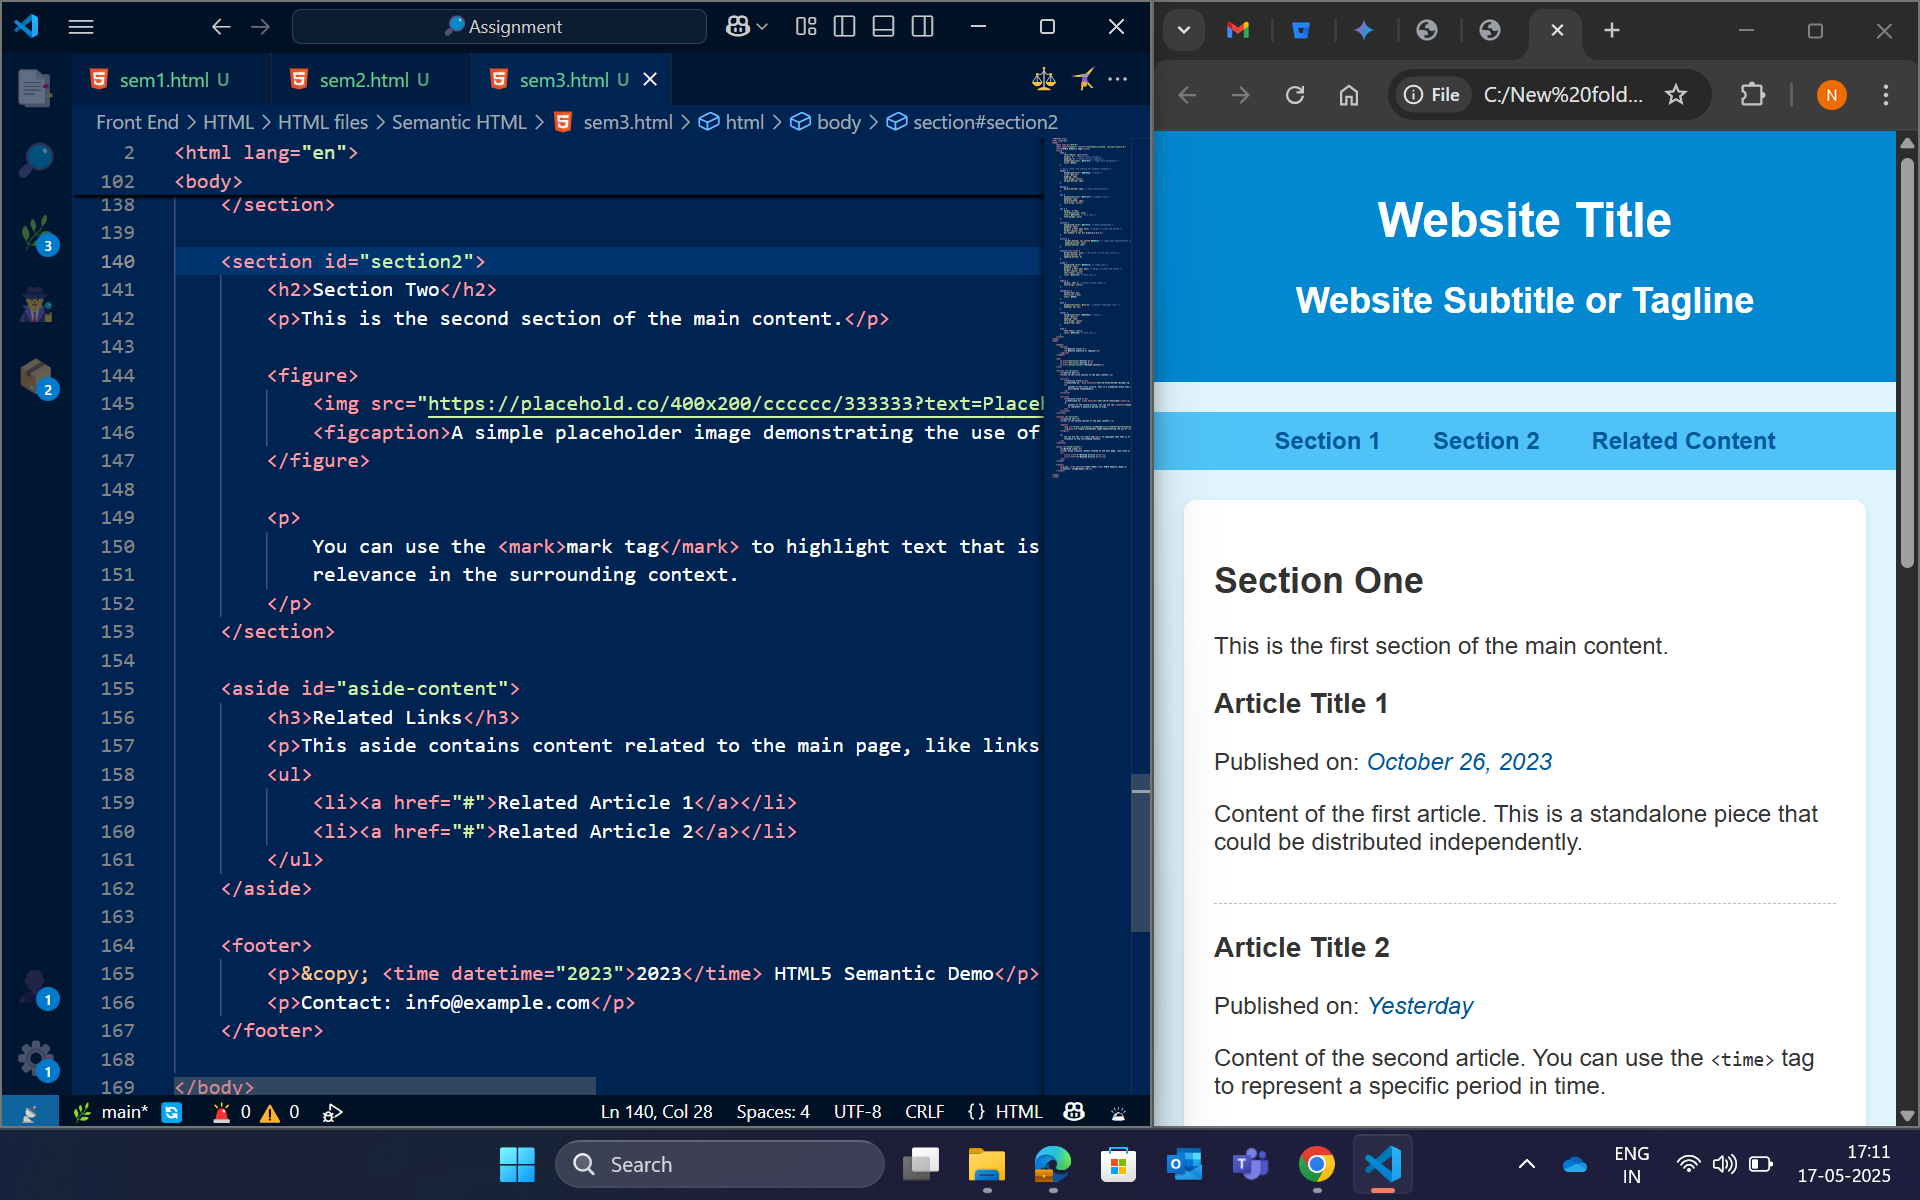 Assignment
sem1.html U
sem2.html U
sem3.html U
Front End > HTML > HTML files > Semantic HTML > sem3.html > html > body > section#section2
2 <html lang="en">
102 <body>
138 </section>
139
140 <section id="section2">
141 <h2>Section Two</h2>
142 <p>This is the second section of the main content.</p>
143
144 <figure>
145 <img src="https://placehold.co/400x200/cccccc/333333?text=Placeh
146 <figcaption>A simple placeholder image demonstrating the use of
147 </figure>
148
149 <p>
150 You can use the <mark>mark tag</mark> to highlight text that is
151 relevance in the surrounding context.
152 </p>
153 </section>
154
155 <aside id="aside-content">
156 <h3>Related Links</h3>
157 <p>This aside contains content related to the main page, like links
158 <ul>
159 <li><a href="#">Related Article 1</a></li>
160 <li><a href="#">Related Article 2</a></li>
161 </ul>
162 </aside>
163
164 <footer>
165 <p>&copy; <time datetime="2023">2023</time> HTML5 Semantic Demo</p>
166 <p>Contact: info@example.com</p>
167 </footer>
168
169 </body>
3
2
1
1
main* 0 0 Ln 140, Col 28 Spaces: 4 UTF-8 CRLF {} HTML
File C:/New%20fold...
N
Website Title
Website Subtitle or Tagline
Section 1 Section 2 Related Content
Section One
This is the first section of the main content.
Article Title 1
Published on: October 26, 2023
Content of the first article. This is a standalone piece that
could be distributed independently.
Article Title 2
Published on: Yesterday
Content of the second article. You can use the <time> tag
to represent a specific period in time.
Search
ENG
IN
17:11
17-05-2025